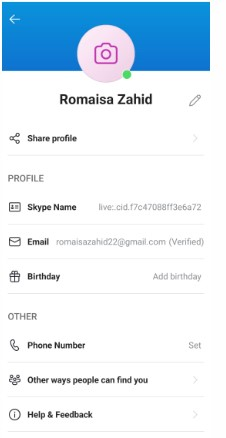 Romaisa Zahid
Share profile
PROFILE
Skype Name live:.cid.f7c47088ff3e6a72
Email romaisazahid22@gmail.com (Verified)
Birthday Add birthday
OTHER
Phone Number Set
Other ways people can find you
Help & Feedback